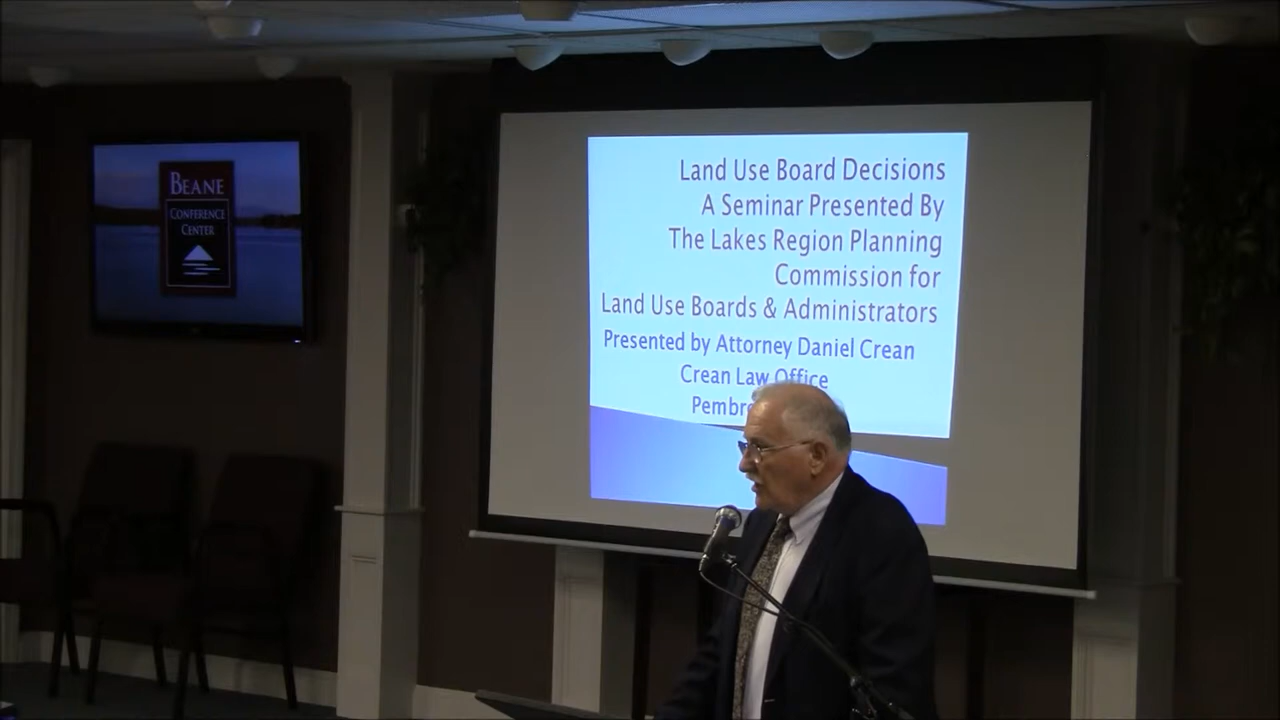 BEANE
CONFERENCE
CENTER
Land Use Board Decisions
A Seminar Presented By
The Lakes Region Planning
Commission for
Land Use Boards & Administrators
Presented by Attorney Daniel Crean
Crean Law Office